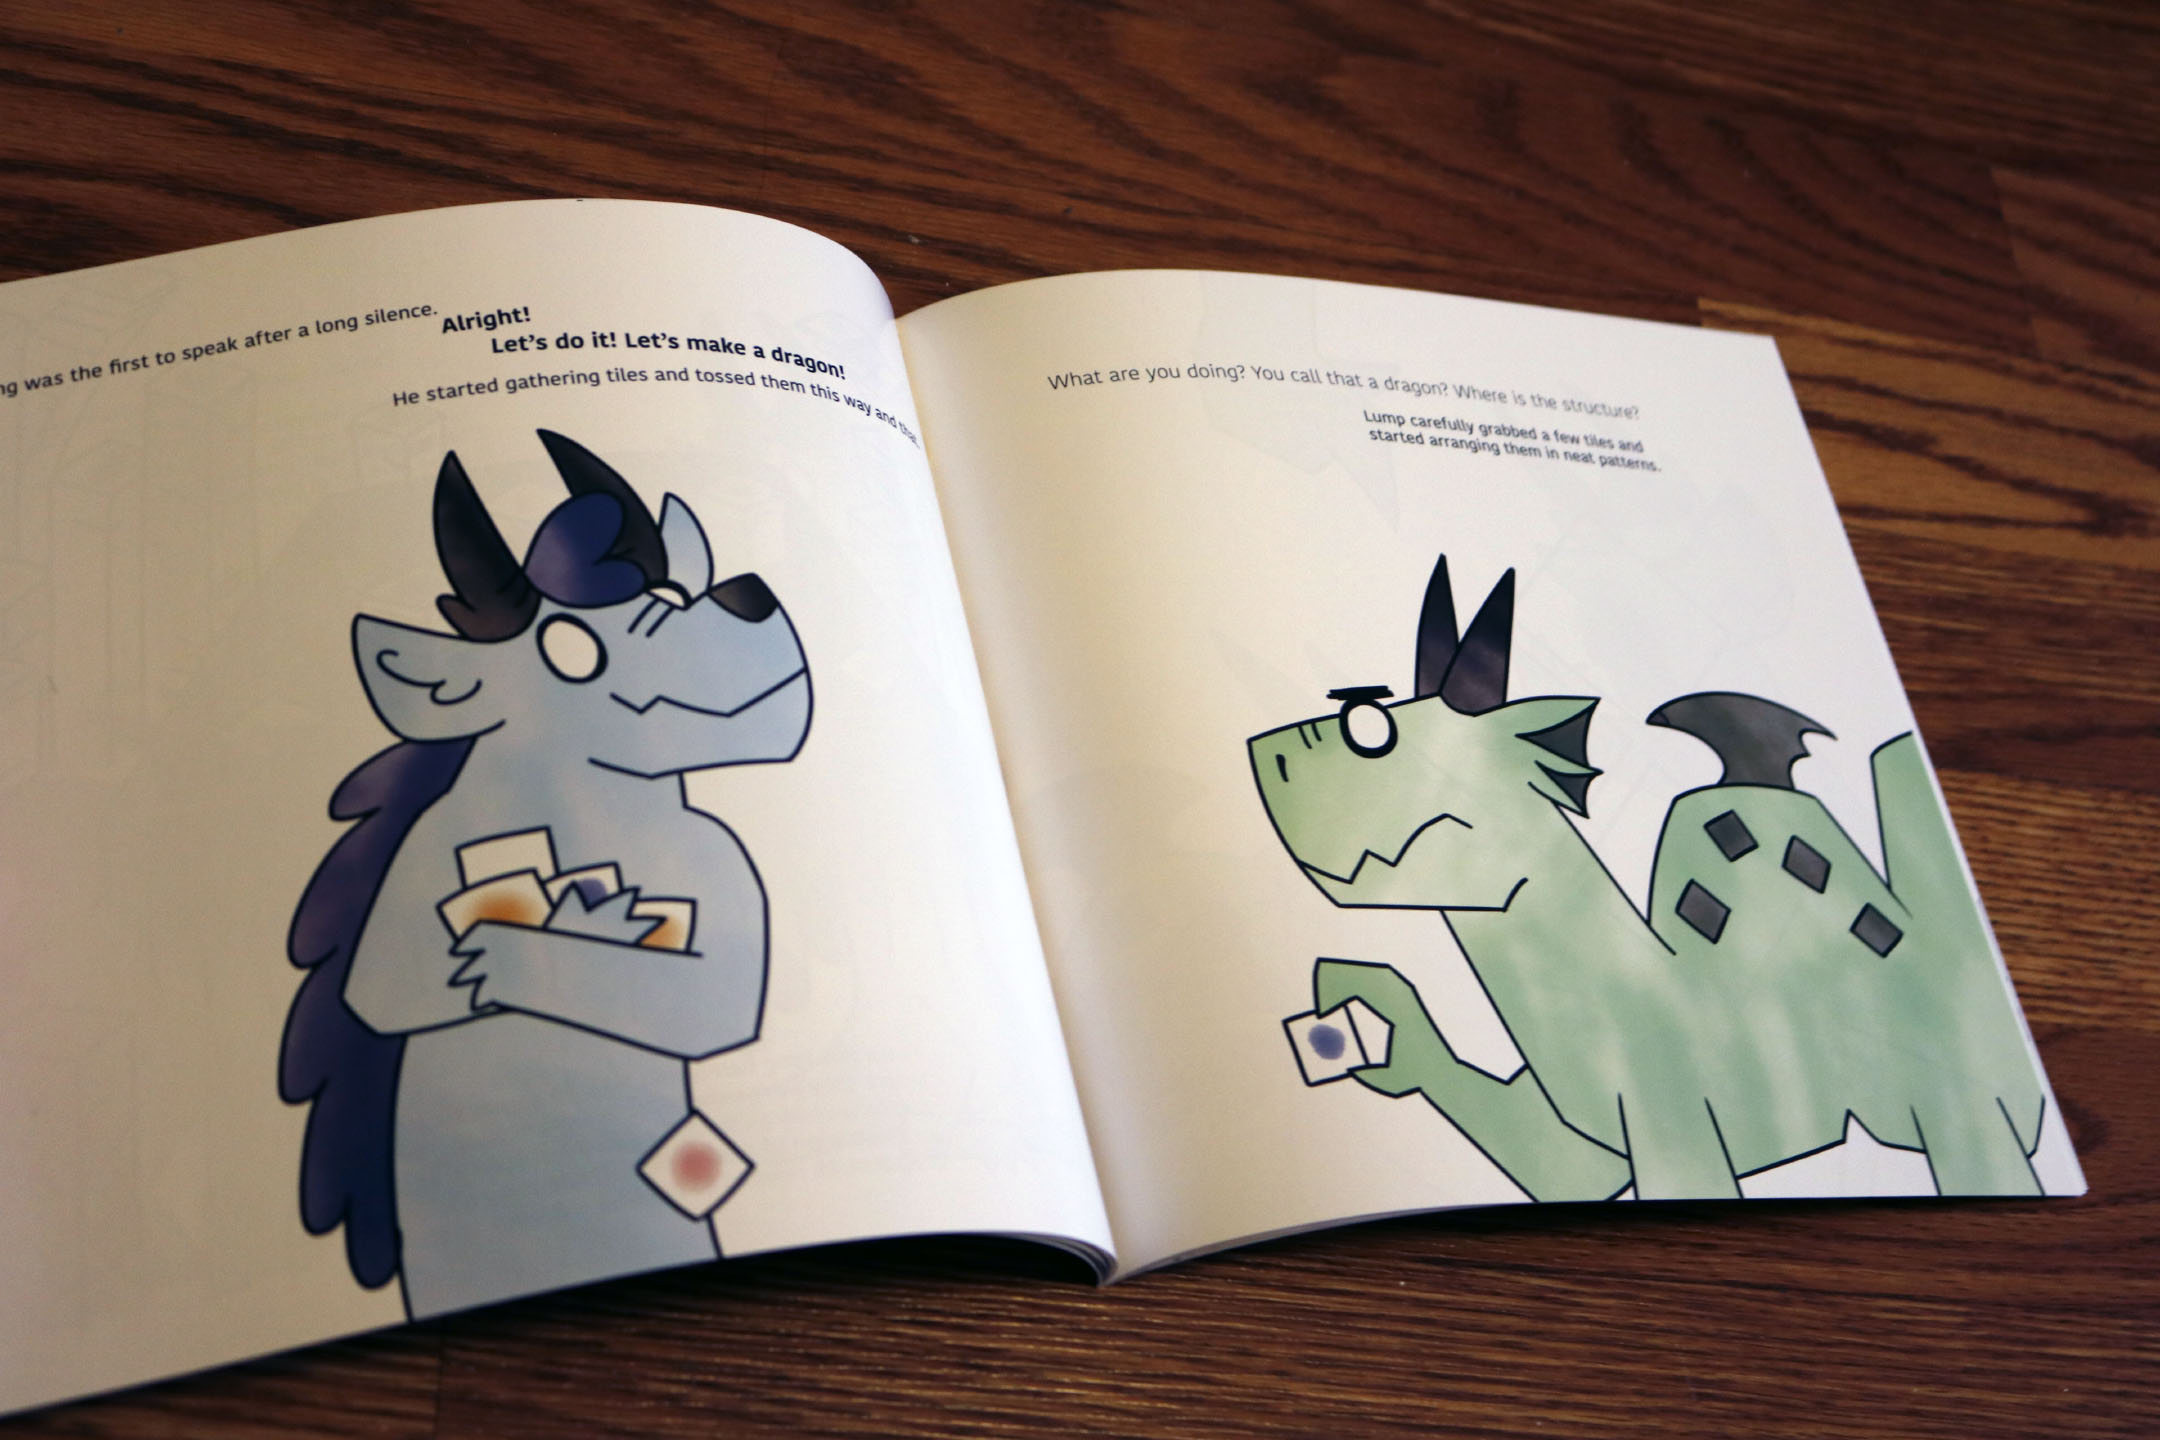 was the first to speak after a long silence.
Alright!
Let's do it! Let's make a dragon!
He started gathering tiles and tossed them this way and that.
What are you doing? You call that a dragon? Where is the structure?
Lump carefully grabbed a few tiles and
started arranging them in neat patterns.